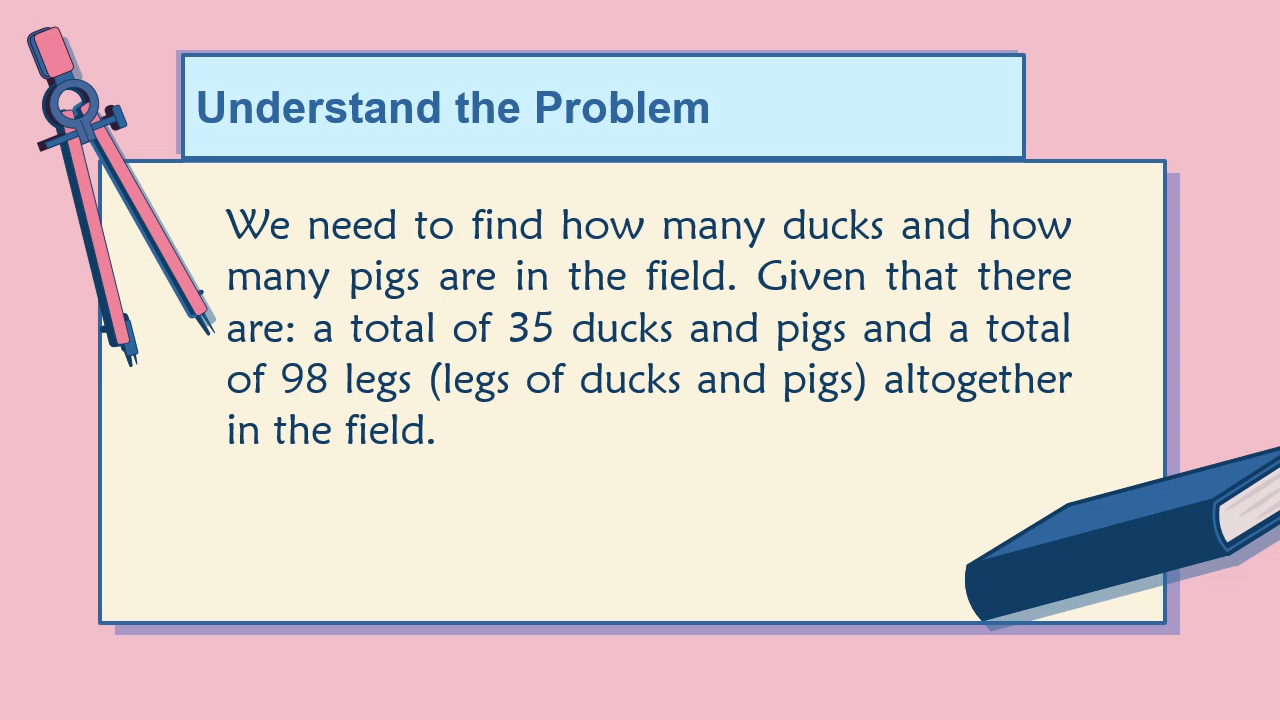 Understand the Problem
We need to find how many ducks and how
many pigs are in the field. Given that there
are: a total of 35 ducks and pigs and a total
of 98 legs (legs of ducks and pigs) altogether
in the field.